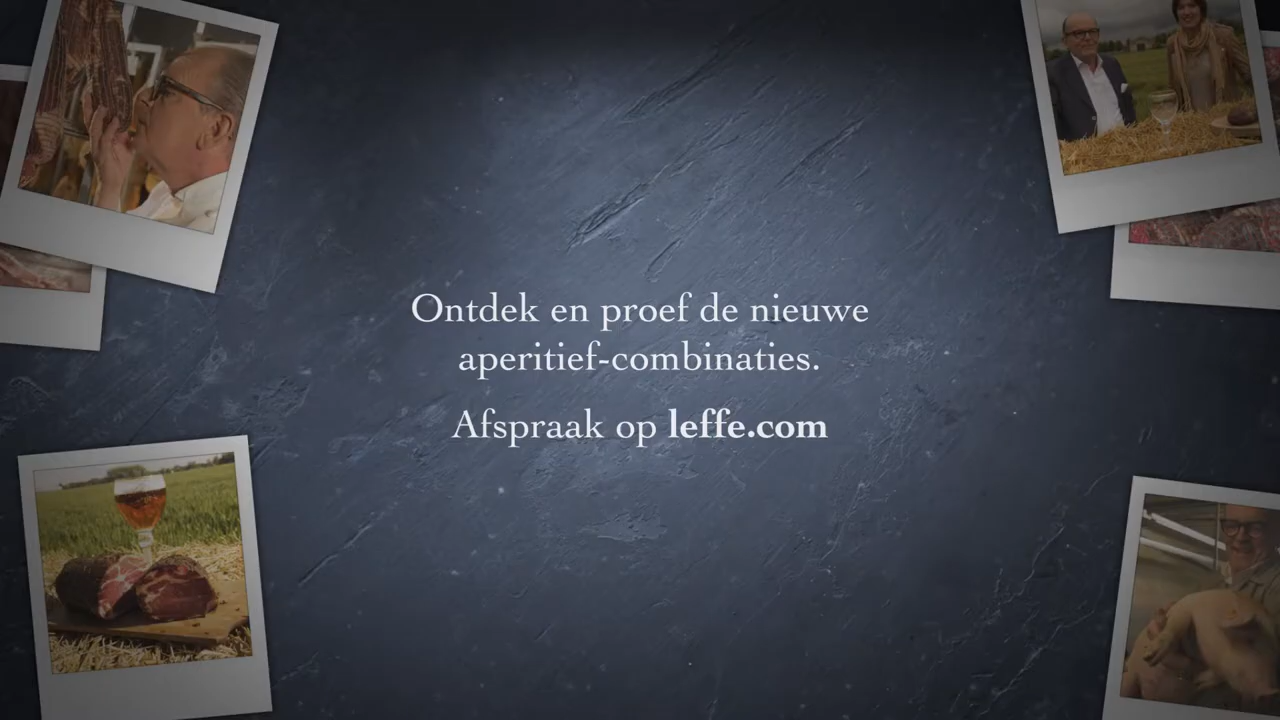 Ontdek en proef de nieuwe
aperitief-combinaties.
Afspraak op leffe.com